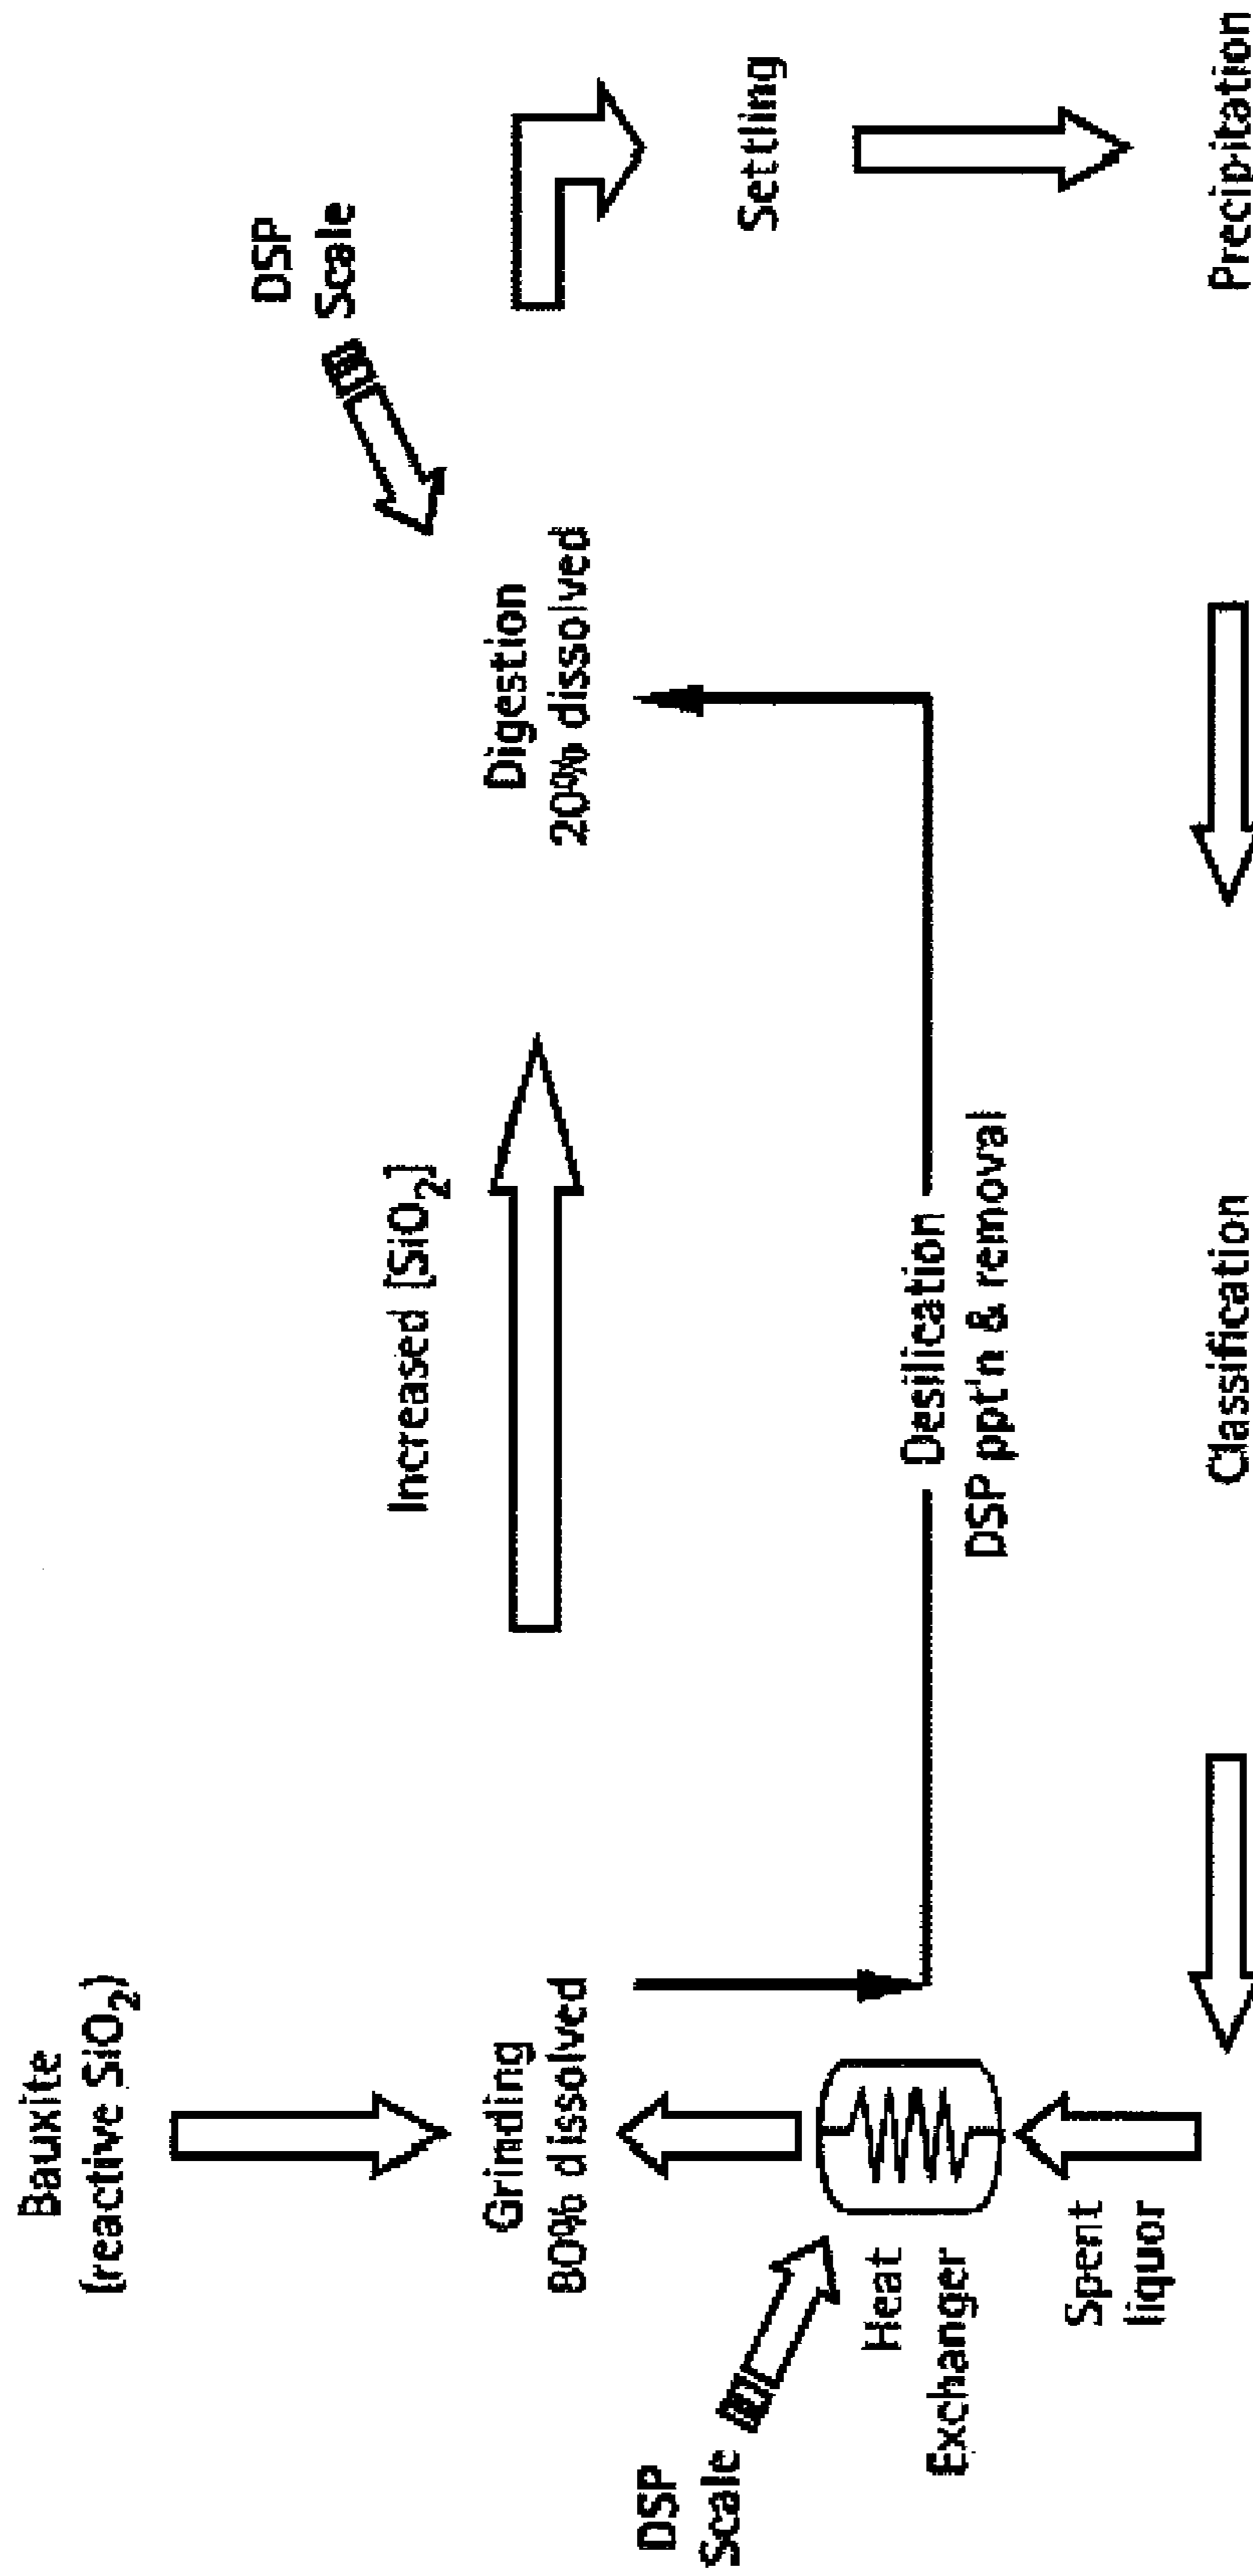 Bauxite
(reactive SiO2)
Grinding
80% dissolved
Increased [SiO2]
DSP
Scale
Digestion
20% dissolved
Settling
Precipitation
DSP
Scale
Heat
Exchanger
Desilication
DSP ppt'n & removal
Spent
liquor
Classification